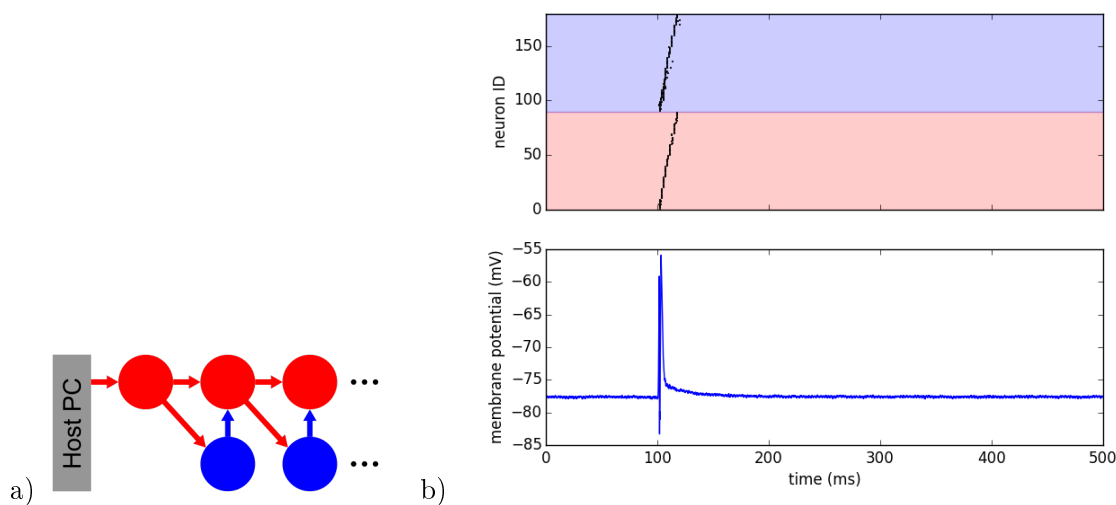 a)
Host PC
b)
neuron ID
150
100
50
0
membrane potential (mV)
−55
−60
−65
−70
−75
−80
−85
0 100 200 300 400 500
time (ms)